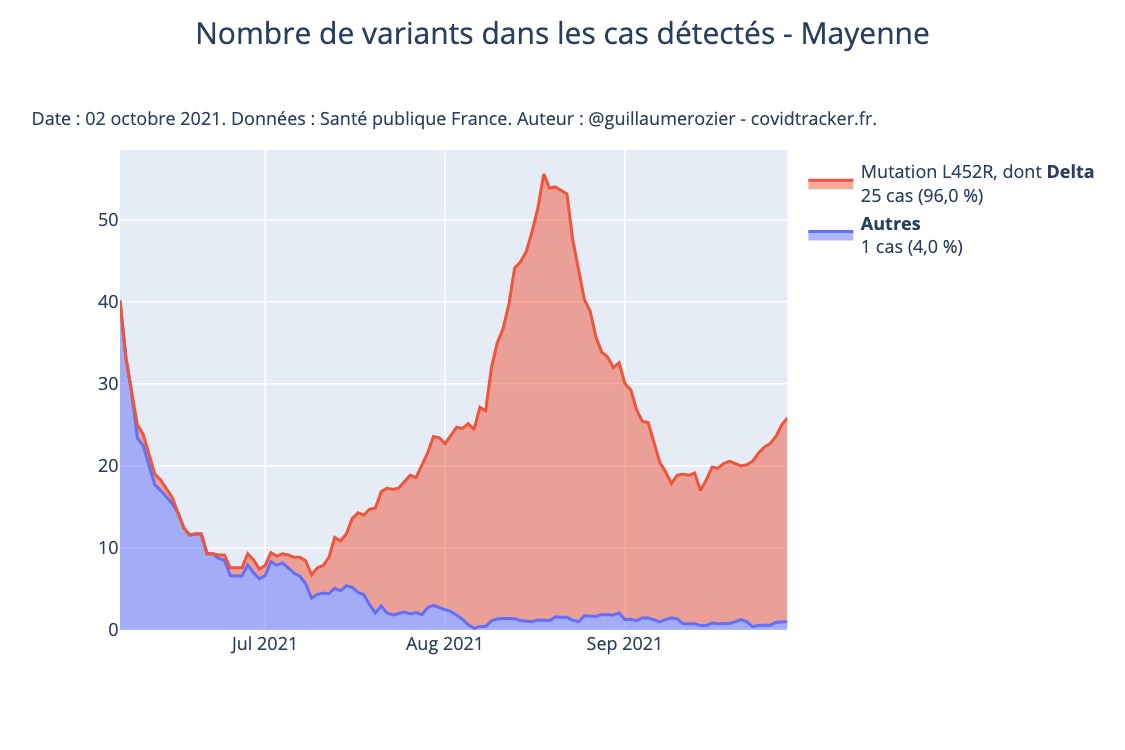 Nombre de variants dans les cas détectés - Mayenne
Date : 02 octobre 2021. Données : Santé publique France. Auteur : @guillaumerozier - covidtracker.fr.
Mutation L452R, dont Delta
25 cas (96,0 %)
Autres
1 cas (4,0 %)
50
40
30
20
10
0
Jul 2021
Aug 2021
Sep 2021